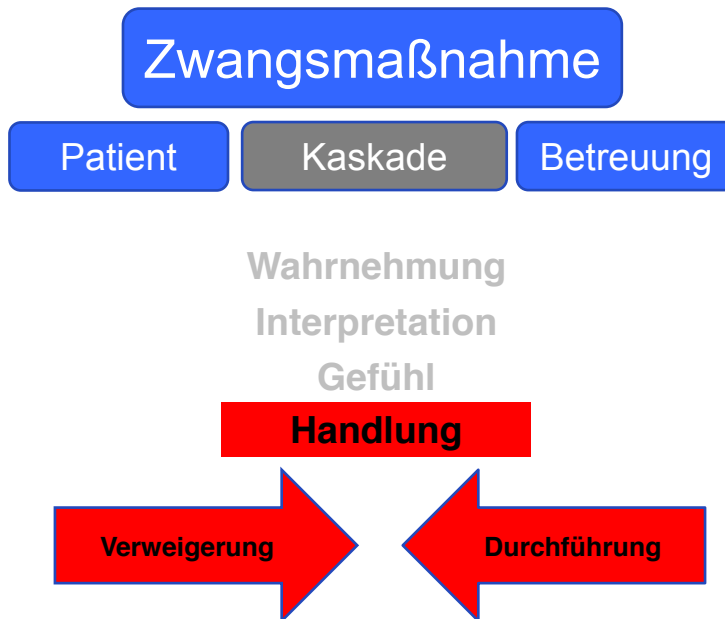 Zwangsmaßnahme
Patient Kaskade Betreuung
Wahrnehmung
Interpretation
Gefühl
Handlung
Verweigerung Durchführung